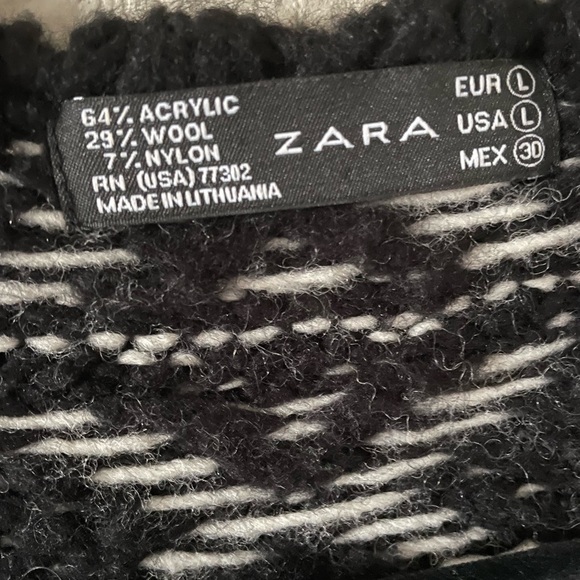 64% ACRYLIC
29% WOOL
7% NYLON
RN (USA) 77302
MADE IN LITHUANIA
ZARA
EUR L
USA L
MEX 30